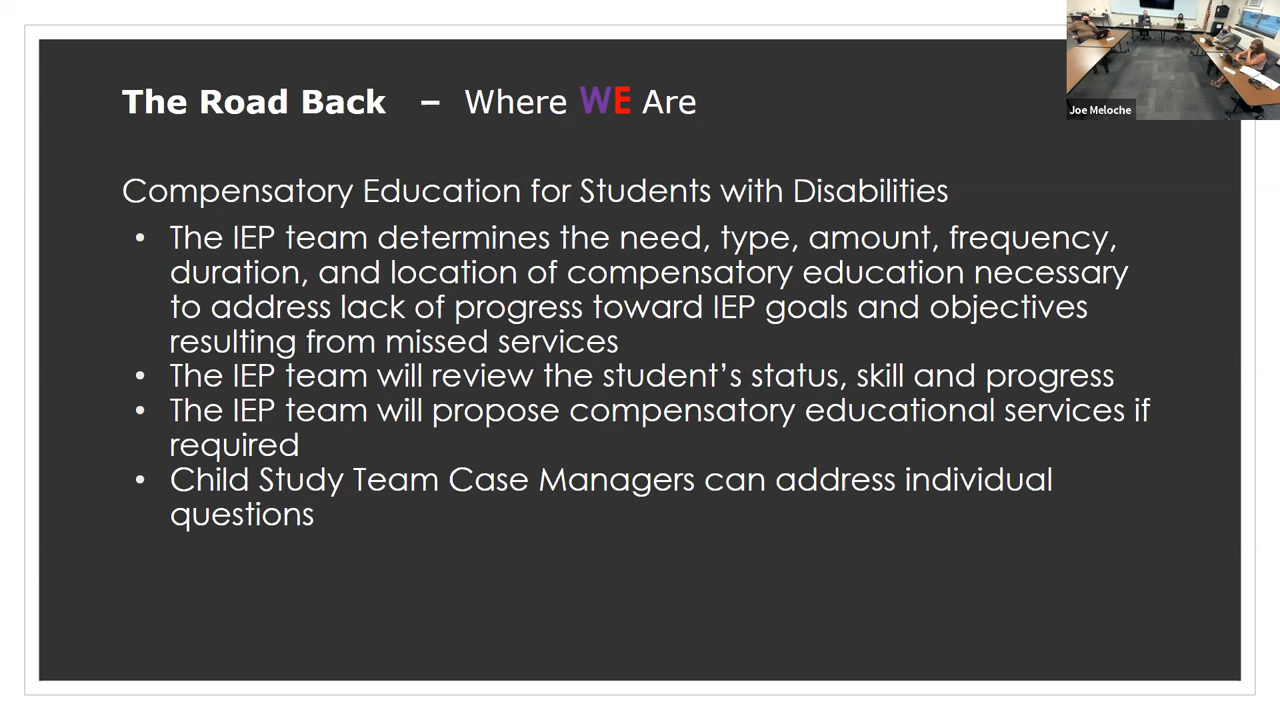 The Road Back – Where WE Are
Joe Meloche
Compensatory Education for Students with Disabilities
• The IEP team determines the need, type, amount, frequency,
duration, and location of compensatory education necessary
to address lack of progress toward IEP goals and objectives
resulting from missed services
• The IEP team will review the student’s status, skill and progress
• The IEP team will propose compensatory educational services if
required
• Child Study Team Case Managers can address individual
questions